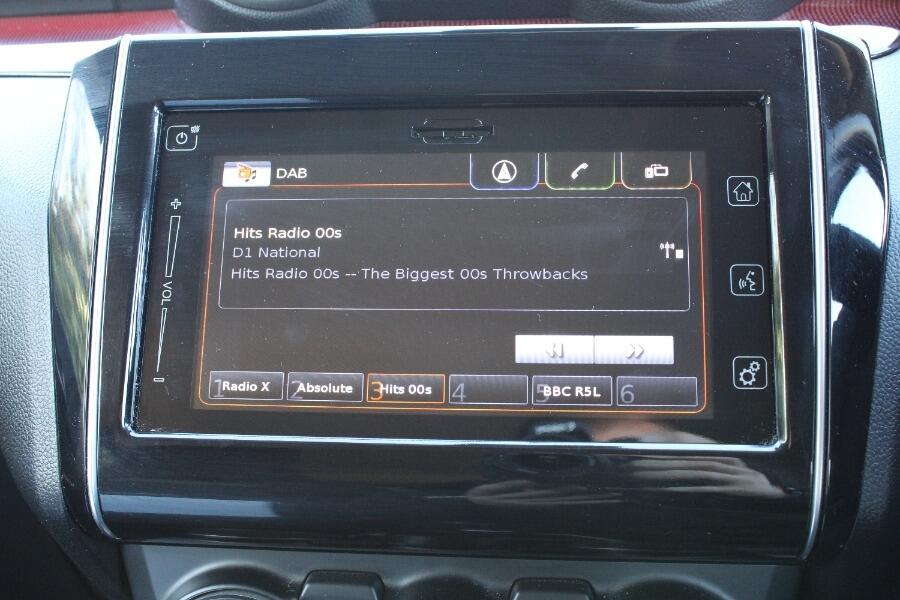 DAB
Hits Radio 00s
D1 National
Hits Radio 00s -- The Biggest 00s Throwbacks
+
VOL
-
1 Radio X 2 Absolute 3 Hits 00s 4 5 BBC R5L 6